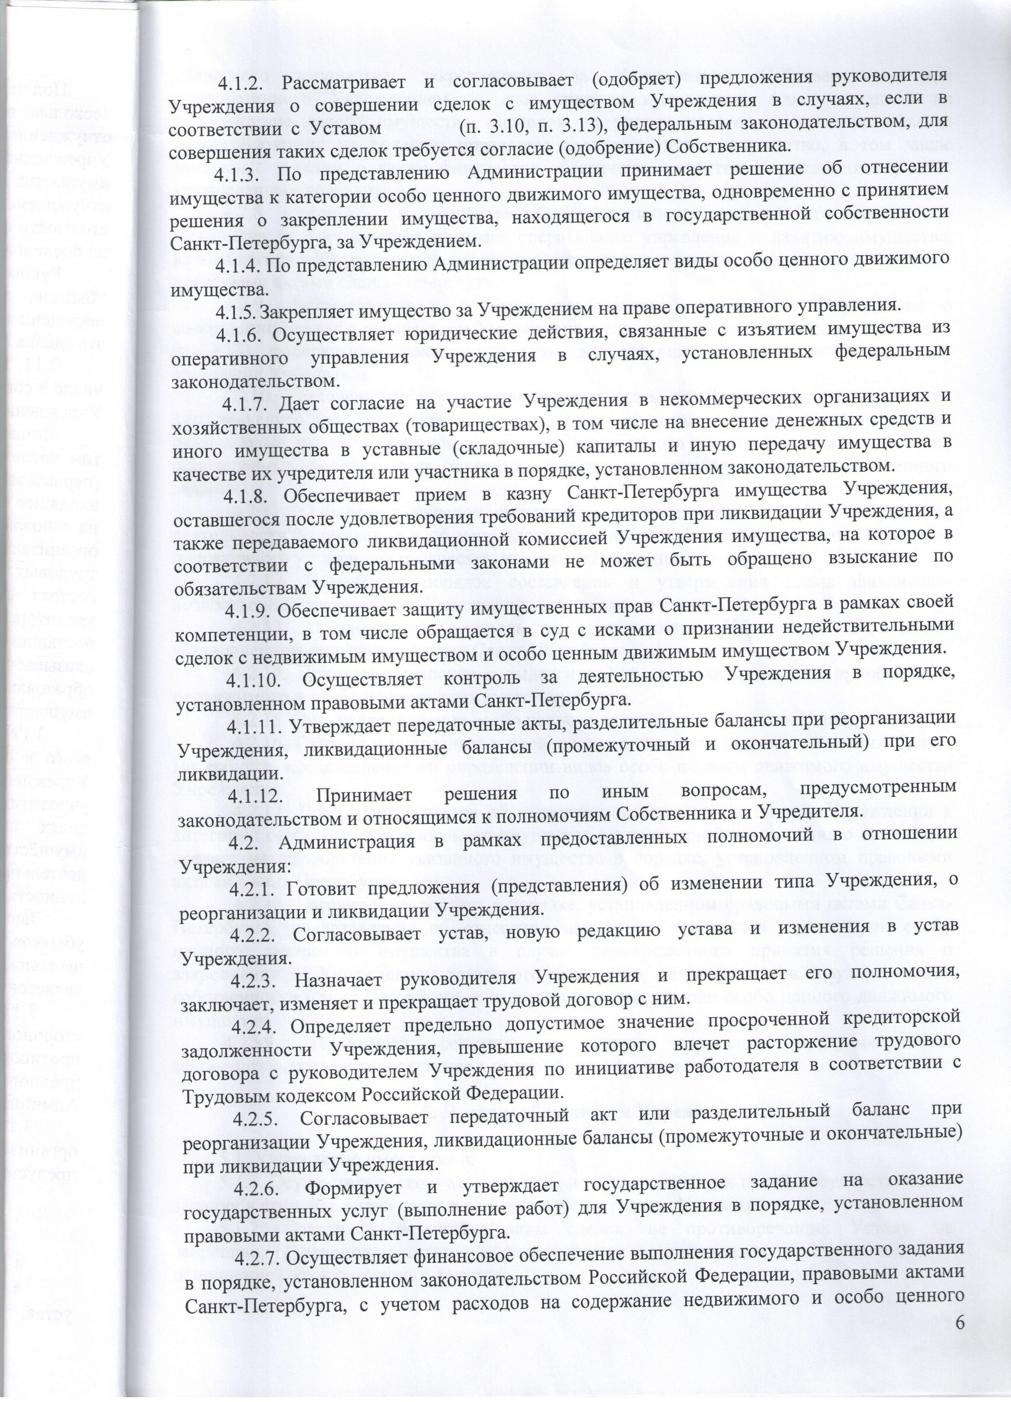 4.1.2. Рассматривает и согласовывает (одобряет) предложения руководителя
Учреждения о совершении сделок с имуществом Учреждения в случаях, если в
соответствии с Уставом (п. 3.10, п. 3.13), федеральным законодательством, для
совершения таких сделок требуется согласие (одобрение) Собственника.
4.1.3. По представлению Администрации принимает решение об отнесении
имущества к категории особо ценного движимого имущества, одновременно с принятием
решения о закреплении имущества, находящегося в государственной собственности
Санкт-Петербурга, за Учреждением.
4.1.4. По представлению Администрации определяет виды особо ценного движимого
имущества.
4.1.5. Закрепляет имущество за Учреждением на праве оперативного управления.
4.1.6. Осуществляет юридические действия, связанные с изъятием имущества из
оперативного управления Учреждения в случаях, установленных федеральным
законодательством.
4.1.7. Дает согласие на участие Учреждения в некоммерческих организациях и
хозяйственных обществах (товариществах), в том числе на внесение денежных средств и
иного имущества в уставные (складочные) капиталы и иную передачу имущества в
качестве их учредителя или участника в порядке, установленном законодательством.
4.1.8. Обеспечивает прием в казну Санкт-Петербурга имущества Учреждения,
оставшегося после удовлетворения требований кредиторов при ликвидации Учреждения, а
также передаваемого ликвидационной комиссией Учреждения имущества, на которое в
соответствии с федеральными законами не может быть обращено взыскание по
обязательствам Учреждения.
4.1.9. Обеспечивает защиту имущественных прав Санкт-Петербурга в рамках своей
компетенции, в том числе обращается в суд с исками о признании недействительными
сделок с недвижимым имуществом и особо ценным движимым имуществом Учреждения.
4.1.10. Осуществляет контроль за деятельностью Учреждения в порядке,
установленном правовыми актами Санкт-Петербурга.
4.1.11. Утверждает передаточные акты, разделительные балансы при реорганизации
Учреждения, ликвидационные балансы (промежуточный и окончательный) при его
ликвидации.
4.1.12. Принимает решения по иным вопросам, предусмотренным
законодательством и относящимся к полномочиям Собственника и Учредителя.
4.2. Администрация в рамках предоставленных полномочий в отношении
Учреждения:
4.2.1. Готовит предложения (представления) об изменении типа Учреждения, о
реорганизации и ликвидации Учреждения.
4.2.2. Согласовывает устав, новую редакцию устава и изменения в устав
Учреждения.
4.2.3. Назначает руководителя Учреждения и прекращает его полномочия,
заключает, изменяет и прекращает трудовой договор с ним.
4.2.4. Определяет предельно допустимое значение просроченной кредиторской
задолженности Учреждения, превышение которого влечет расторжение трудового
договора с руководителем Учреждения по инициативе работодателя в соответствии с
Трудовым кодексом Российской Федерации.
4.2.5. Согласовывает передаточный акт или разделительный баланс при
реорганизации Учреждения, ликвидационные балансы (промежуточные и окончательные)
при ликвидации Учреждения.
4.2.6. Формирует и утверждает государственное задание на оказание
государственных услуг (выполнение работ) для Учреждения в порядке, установленном
правовыми актами Санкт-Петербурга.
4.2.7. Осуществляет финансовое обеспечение выполнения государственного задания
в порядке, установленном законодательством Российской Федерации, правовыми актами
Санкт-Петербурга, с учетом расходов на содержание недвижимого и особо ценного
6